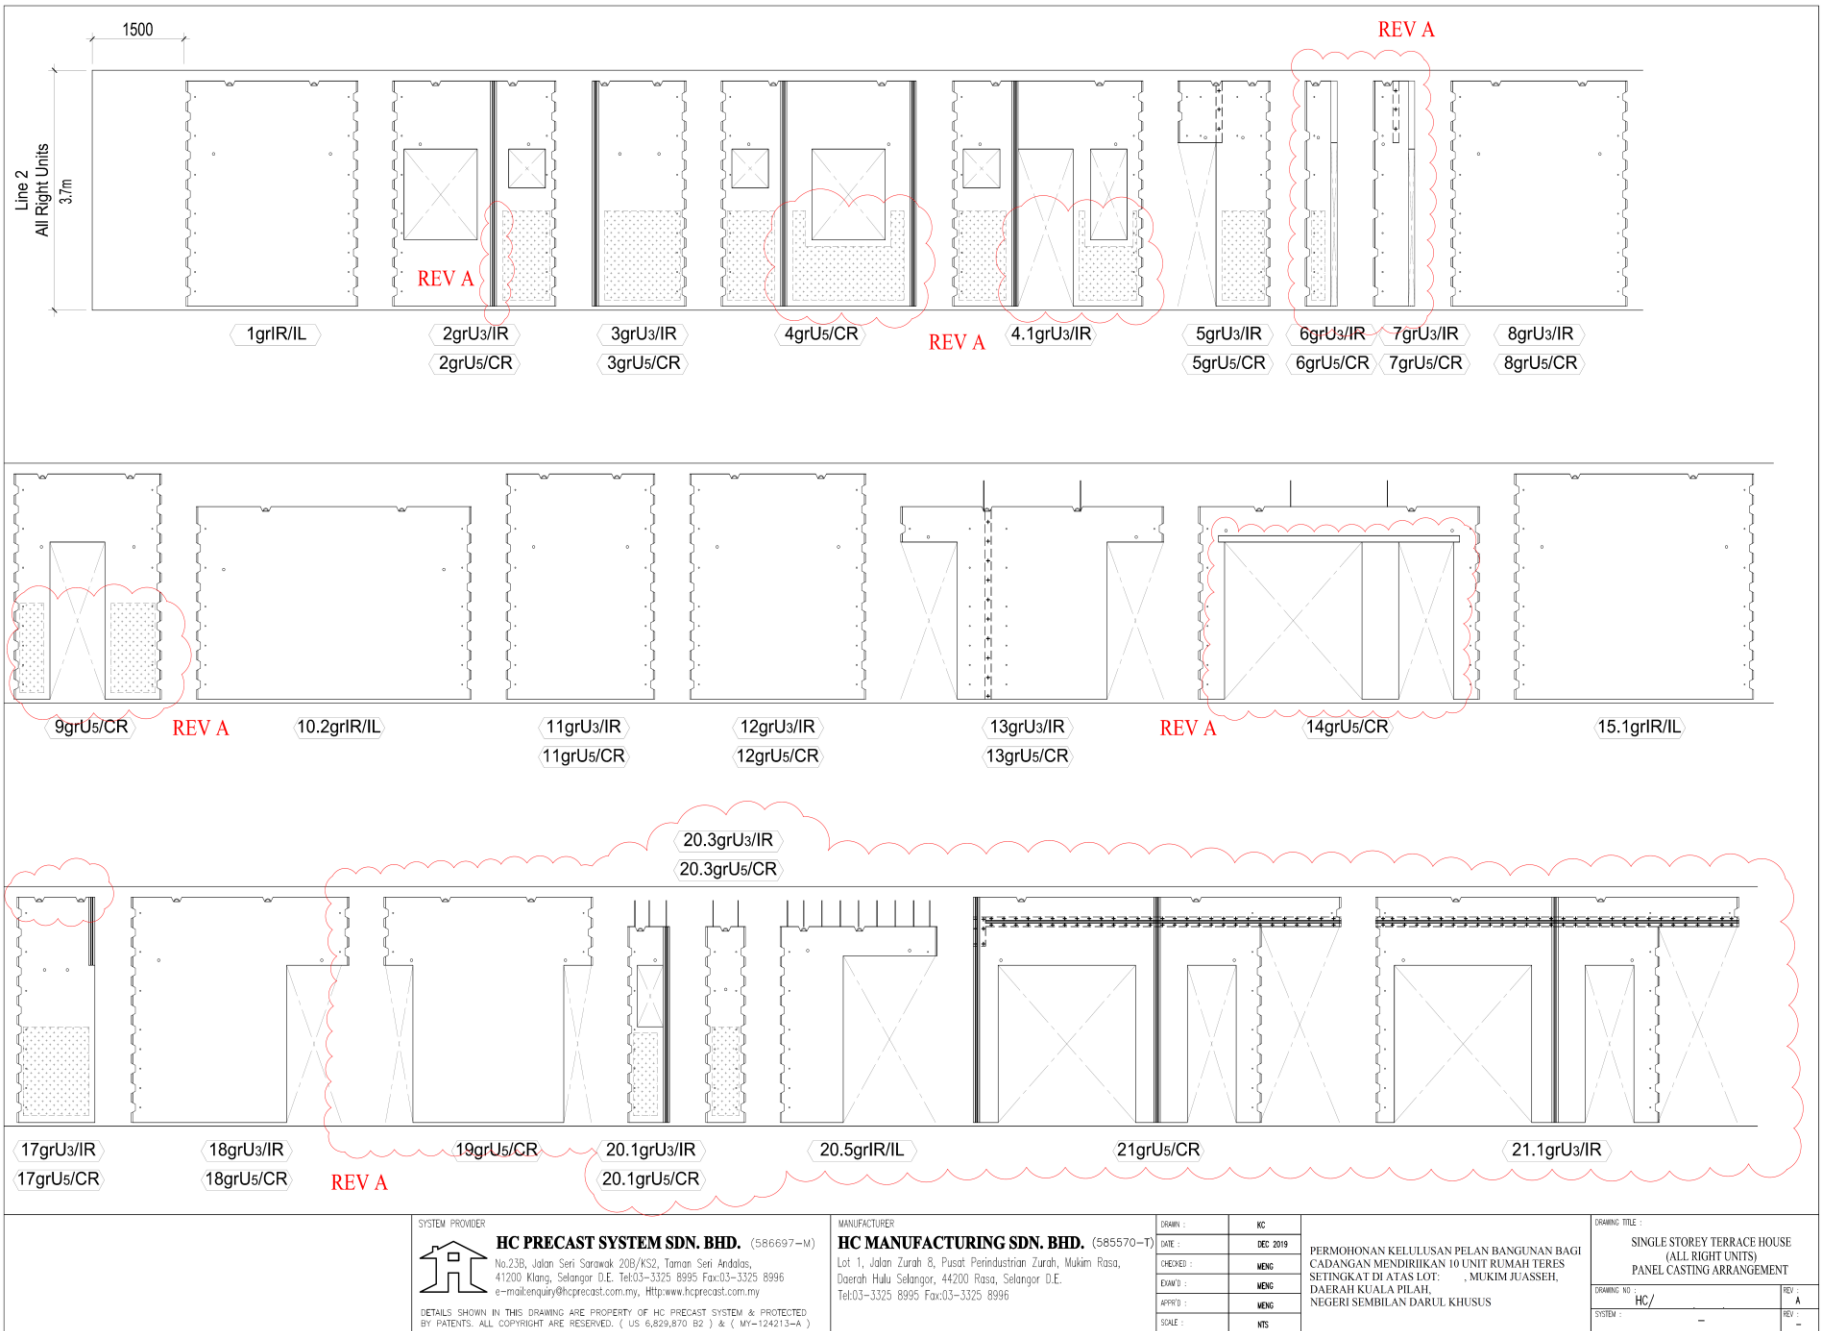 REV A
1500
Line 2
All Right Units
3.7m
REV A
REV A
1grIR/IL
2grU3/IR
3grU3/IR
4grU5/CR
4.1grU3/IR
5grU3/IR
6grU3/IR
7grU3/IR
8grU3/IR
2grU5/CR
3grU5/CR
5grU5/CR
6grU5/CR
7grU5/CR
8grU5/CR
9grU5/CR
REV A
10.2grIR/IL
11grU3/IR
12grU3/IR
13grU3/IR
REV A
14grU5/CR
15.1grIR/IL
11grU5/CR
12grU5/CR
13grU5/CR
20.3grU3/IR
20.3grU5/CR
17grU3/IR
18grU3/IR
19grU5/CR
20.1grU3/IR
20.5grIR/IL
21grU5/CR
21.1grU3/IR
17grU5/CR
18grU5/CR
REV A
20.1grU5/CR
SYSTEM PROVIDER
HC PRECAST SYSTEM SDN. BHD. (586697-M)
No.23B, Jalan Seri Sarawak 20B/KS2, Taman Seri Andalas,
41200 Klang, Selangor D.E. Tel:03-3325 8995 Fax:03-3325 8996
e-mail:enquiry@hcprecast.com.my, Http:www.hcprecast.com.my
DETAILS SHOWN IN THIS DRAWING ARE PROPERTY OF HC PRECAST SYSTEM & PROTECTED
BY PATENTS. ALL COPYRIGHT ARE RESERVED. ( US 6,829,870 B2 ) & ( MY-124213-A )
MANUFACTURER
HC MANUFACTURING SDN. BHD. (585570-T)
Lot 1, Jalan Zurah 8, Pusat Perindustrian Zurah, Mukim Rasa,
Daerah Hulu Selangor, 44200 Rasa, Selangor D.E.
Tel:03-3325 8995 Fax:03-3325 8996
DRAWN : KC
DATE : DEC 2019
CHECKED : MENG
EXAM'D : MENG
APPR'D : MENG
SCALE : NTS
PERMOHONAN KELULUSAN PELAN BANGUNAN BAGI
CADANGAN MENDIRIIKAN 10 UNIT RUMAH TERES
SETINGKAT DI ATAS LOT: , MUKIM JUASSEH,
DAERAH KUALA PILAH,
NEGERI SEMBILAN DARUL KHUSUS
DRAWING TITLE :
SINGLE STOREY TERRACE HOUSE
(ALL RIGHT UNITS)
PANEL CASTING ARRANGEMENT
DRAWING NO : HC/
REV : A
SYSTEM : -
REV : -